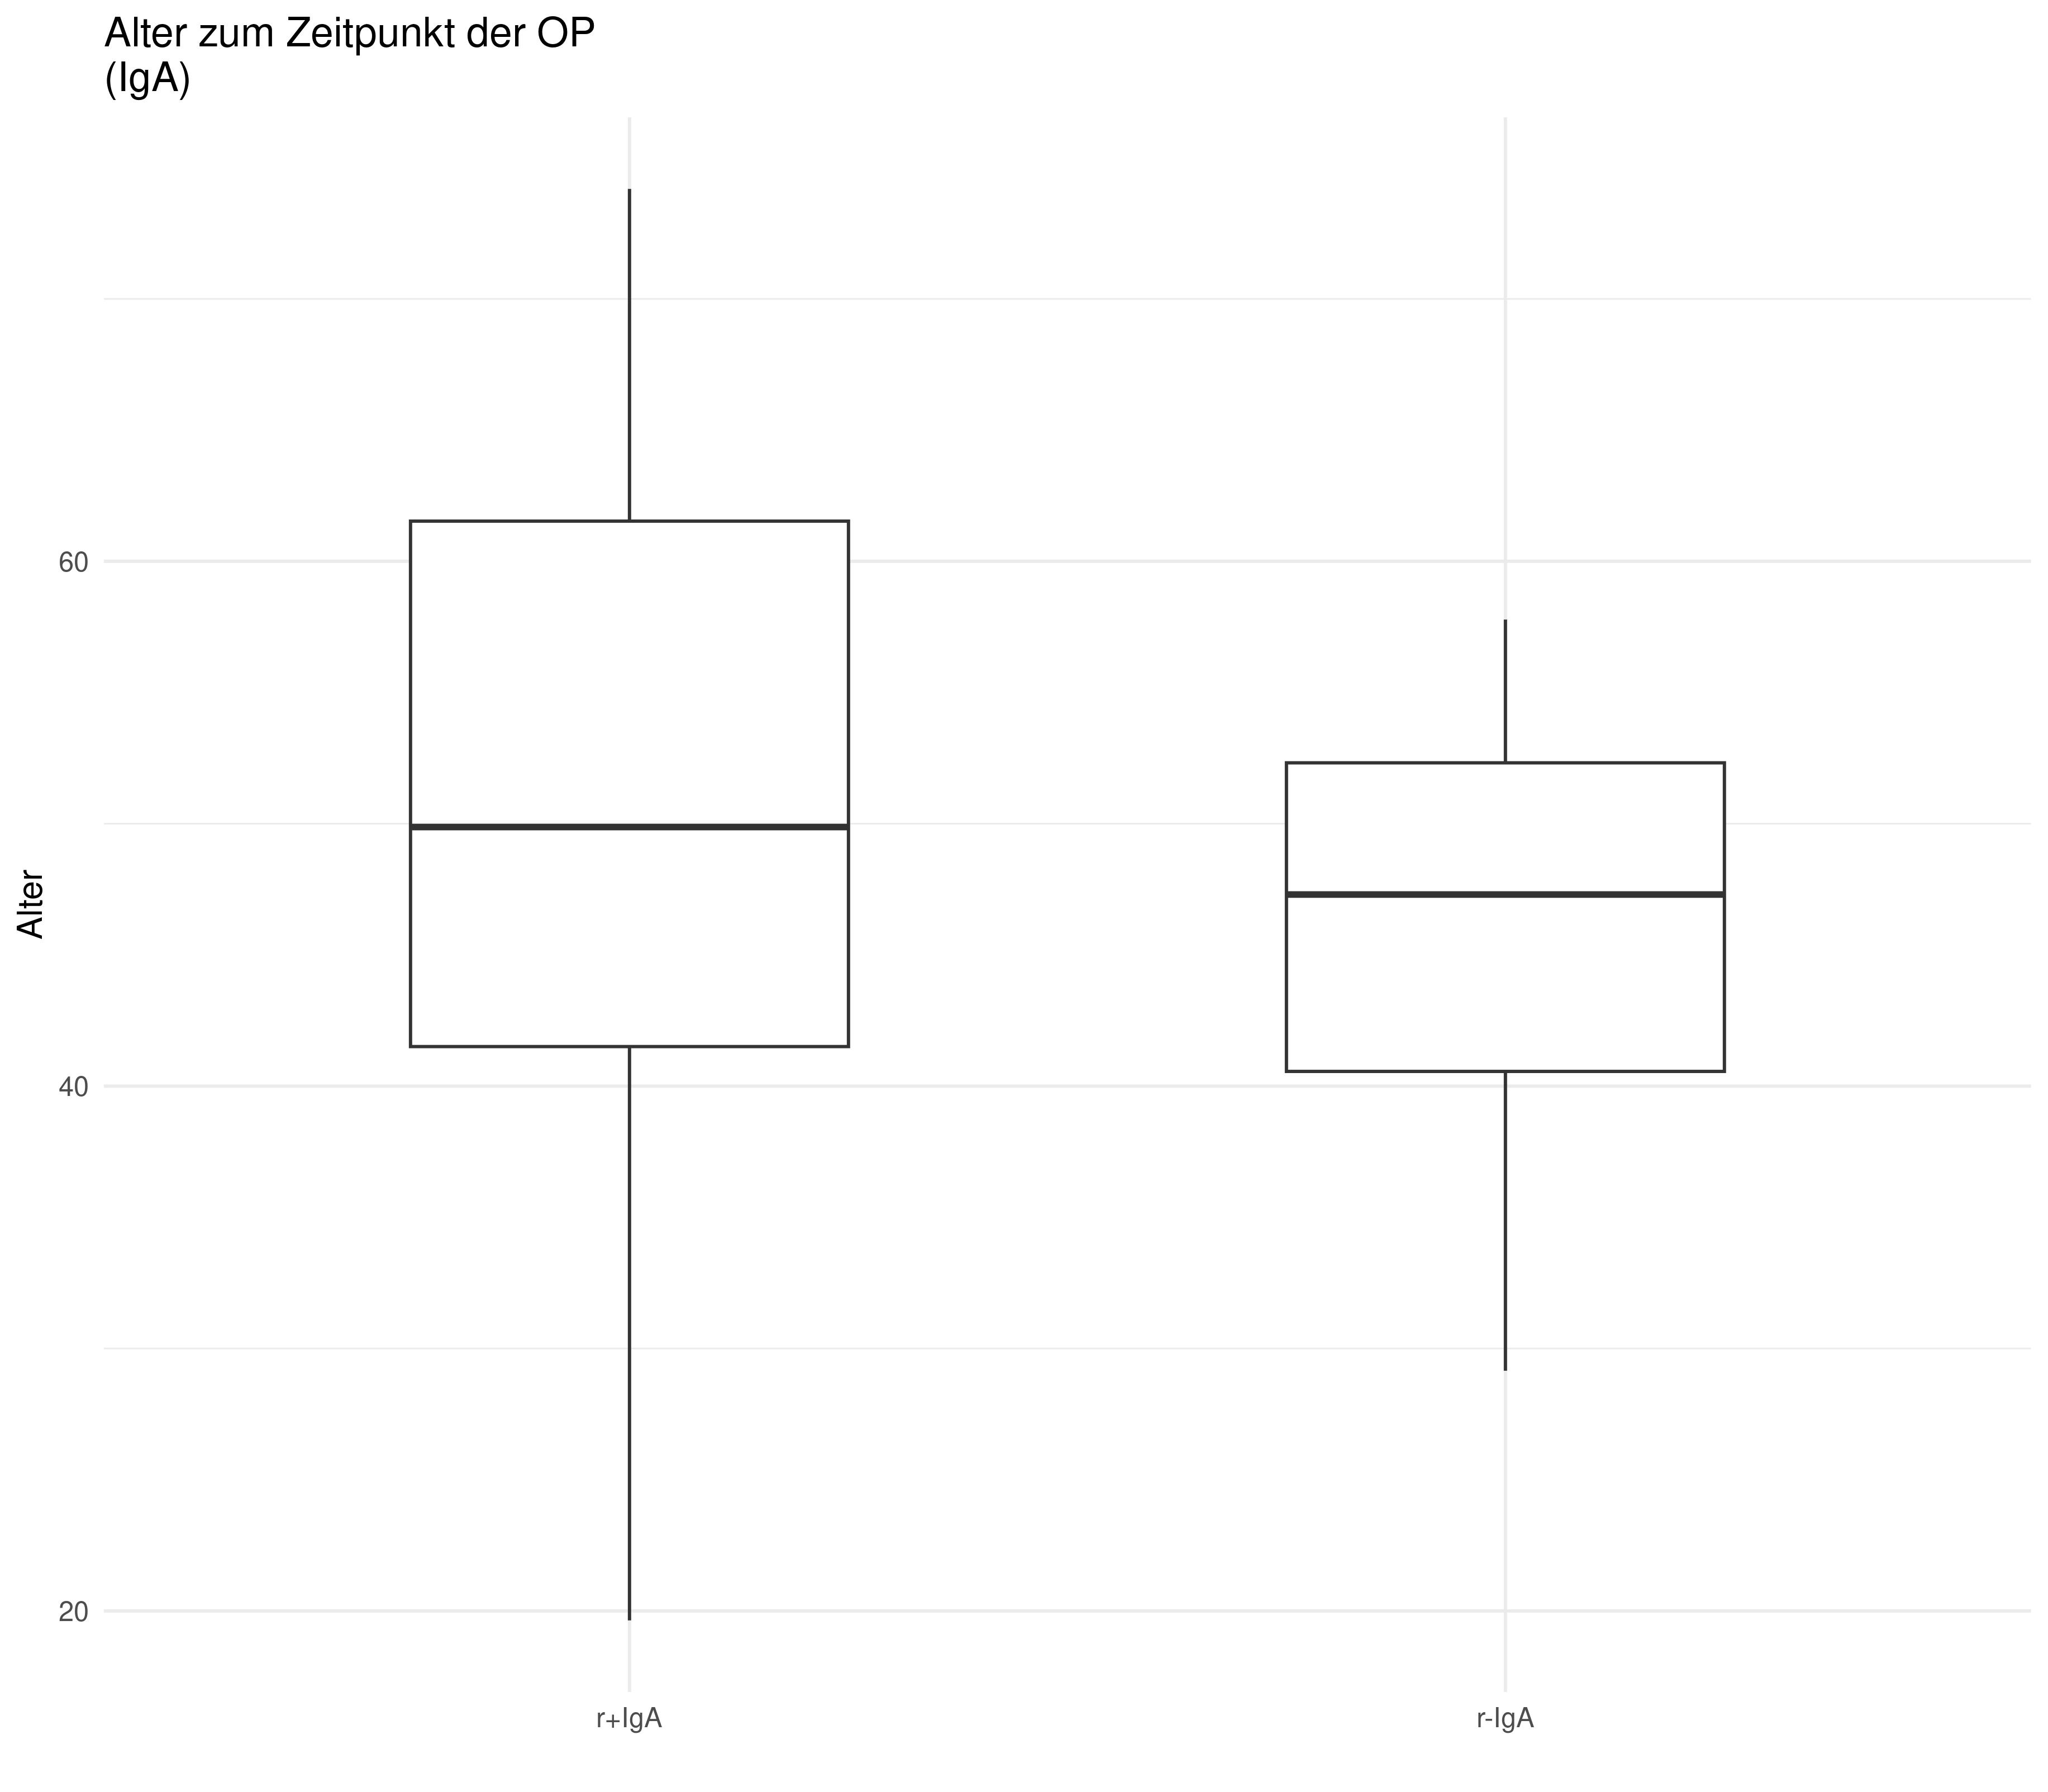 Alter zum Zeitpunkt der OP
(IgA)
Alter
60
40
20
r+IgA
r-IgA